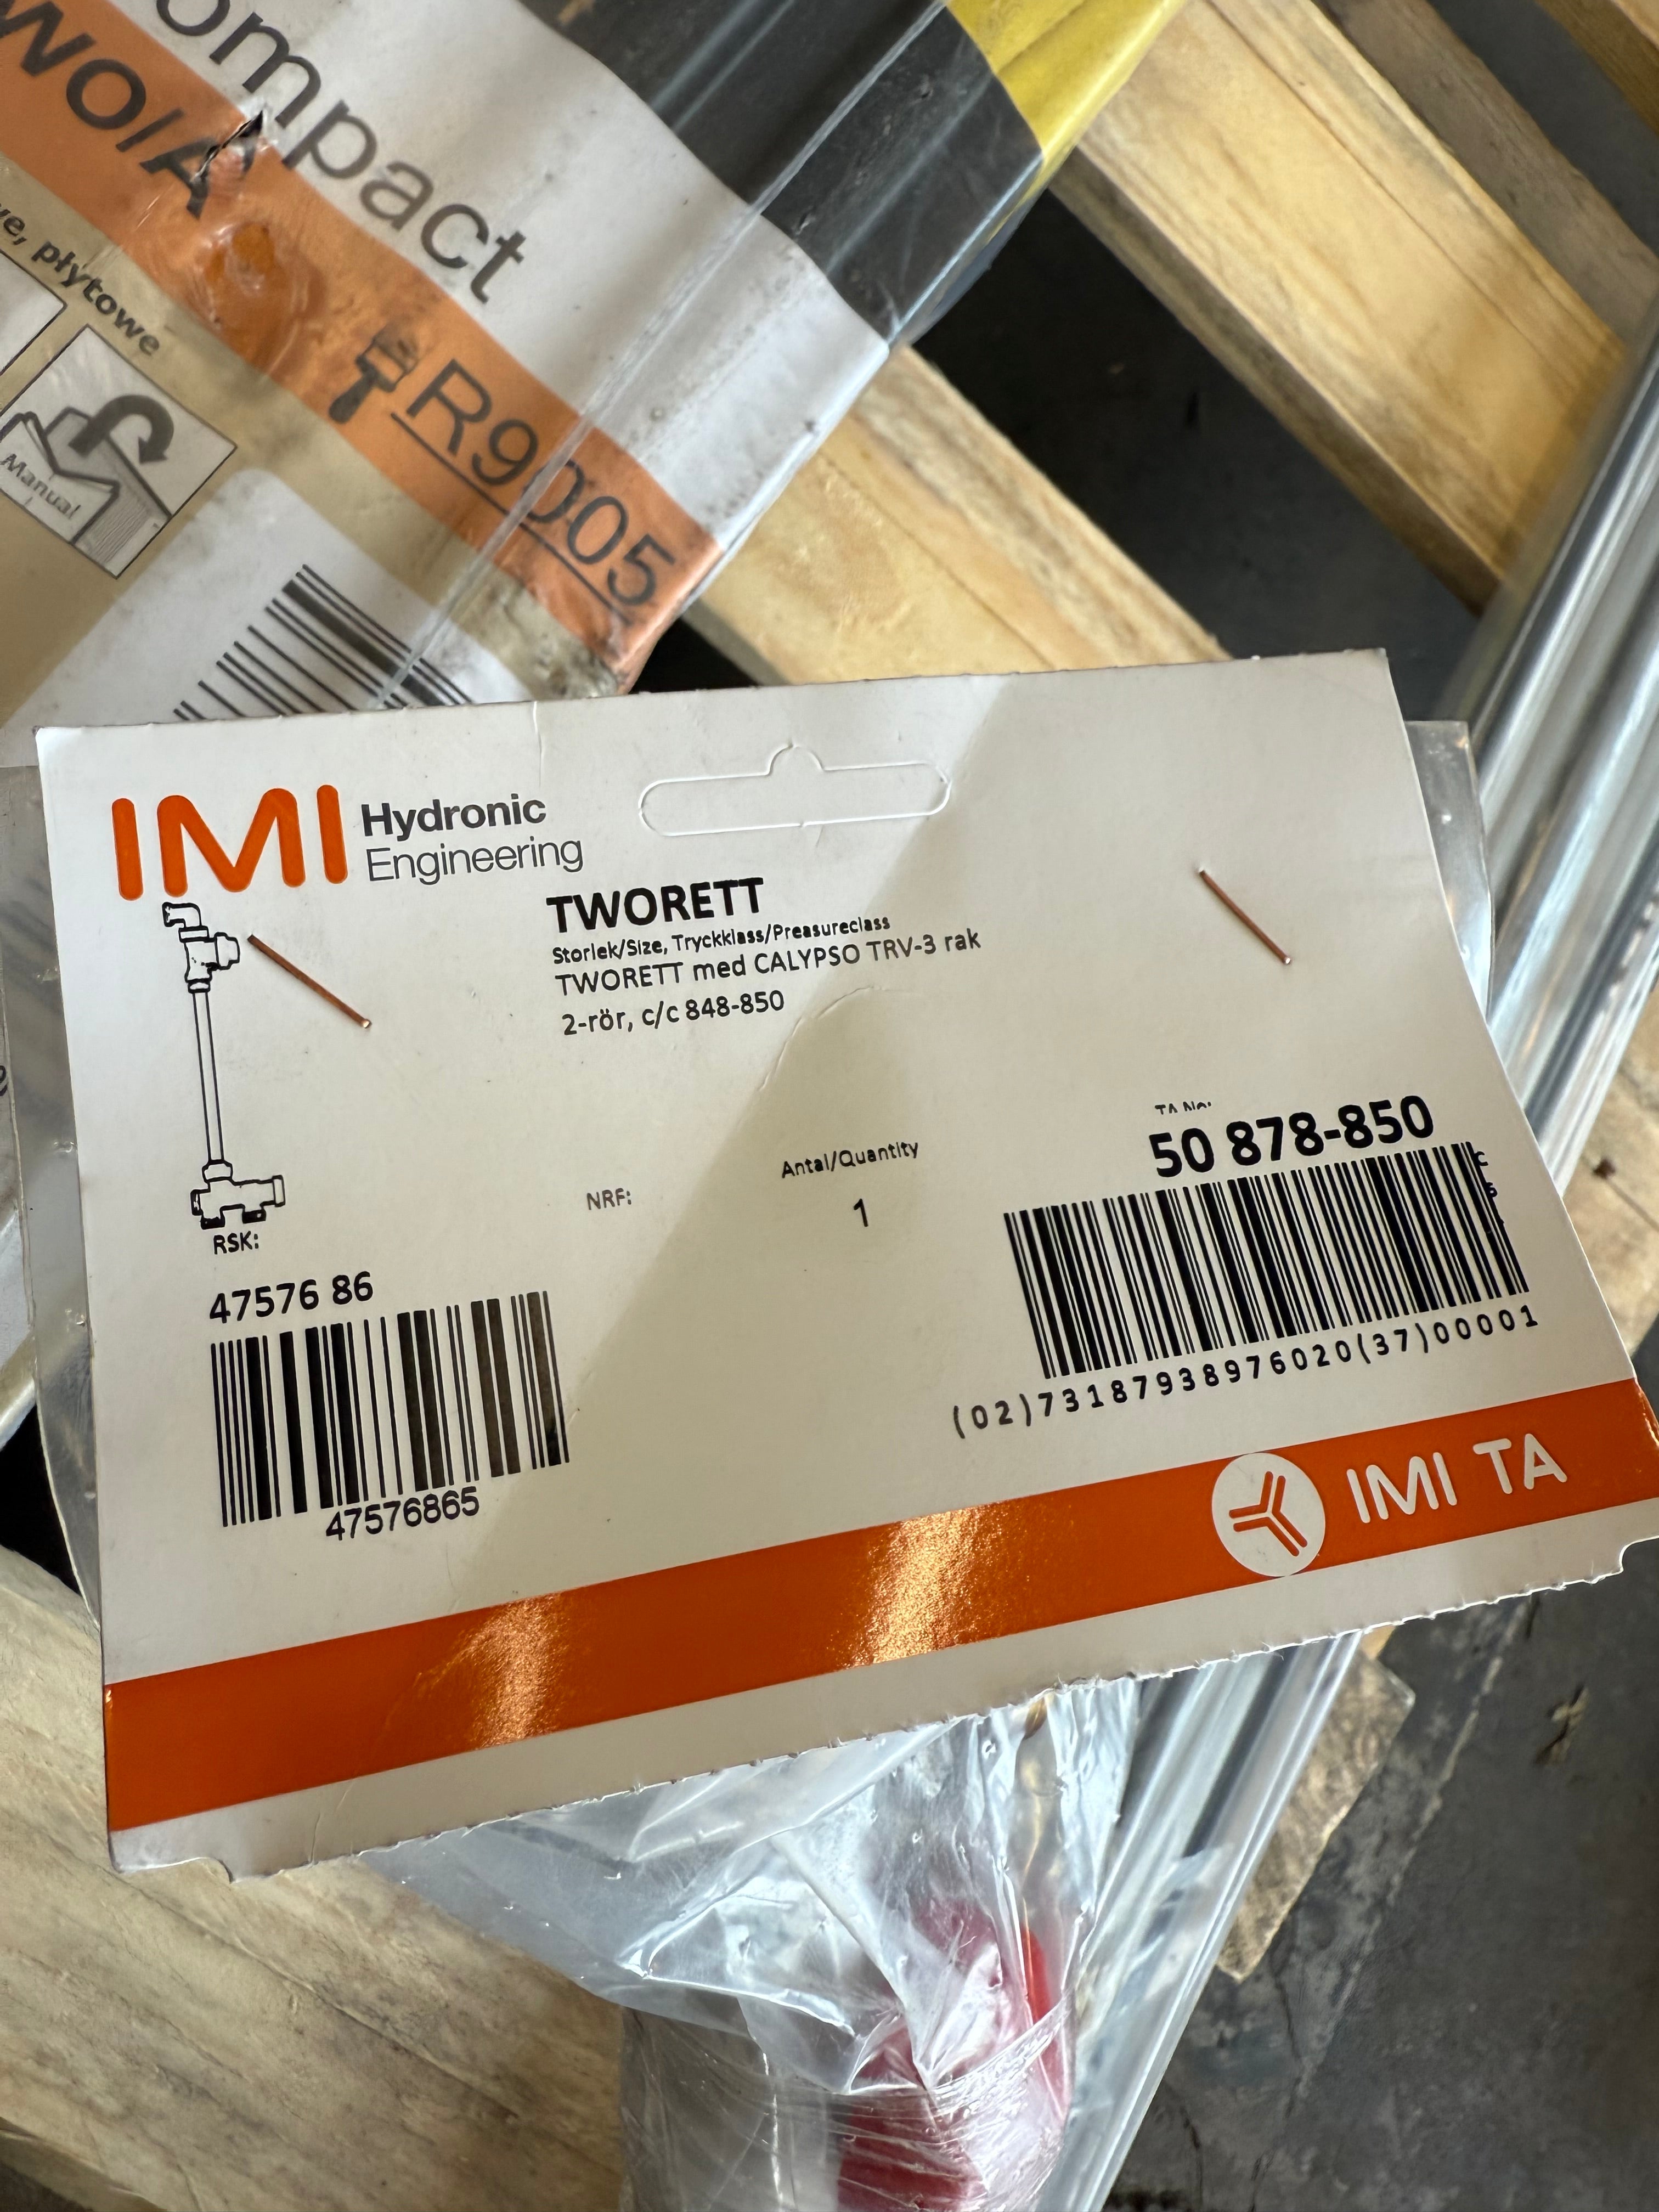 ompact
wo/A
płytowe
Manual
R9005
IMI Hydronic
Engineering
TWORETT
Storlek/Size, Tryckklass/Preasureclass
TWORETT med CALYPSO TRV-3 rak
2-rör, c/c 848-850
TA No:
50 878-850
Antal/Quantity
NRF:
1
RSK:
47576 86
(02)7318793897602０(37)00001
47576865
IMI TA